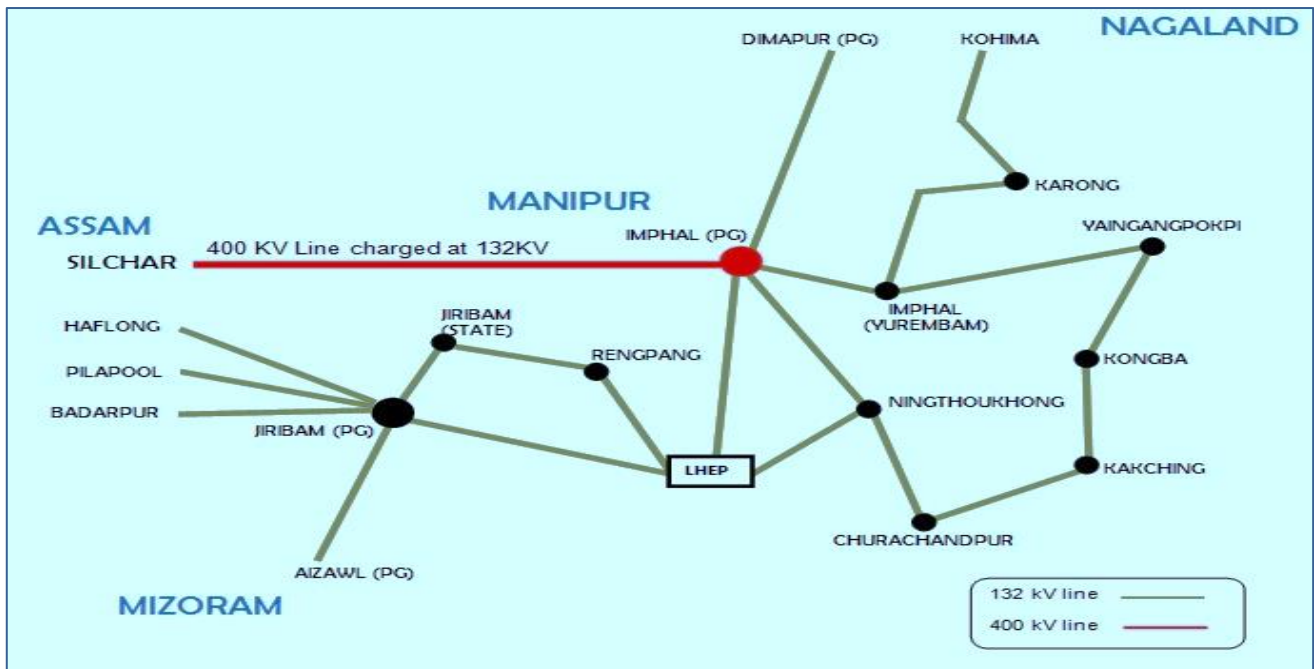 NAGALAND
DIMAPUR (PG)
KOHIMA
KARONG
MANIPUR
ASSAM
IMPHAL (PG)
YAINGANGPOKPI
400 KV Line charged at 132KV
SILCHAR
IMPHAL
(YUREMBAM)
HAFLONG
JIRIBAM
(STATE)
RENGPANG
KONGBA
PILAPOOL
BADARPUR
JIRIBAM (PG)
NINGTHOUKHONG
LHEP
KAKCHING
CHURACHANDPUR
AIZAWL (PG)
MIZORAM
132 kV line
400 kV line